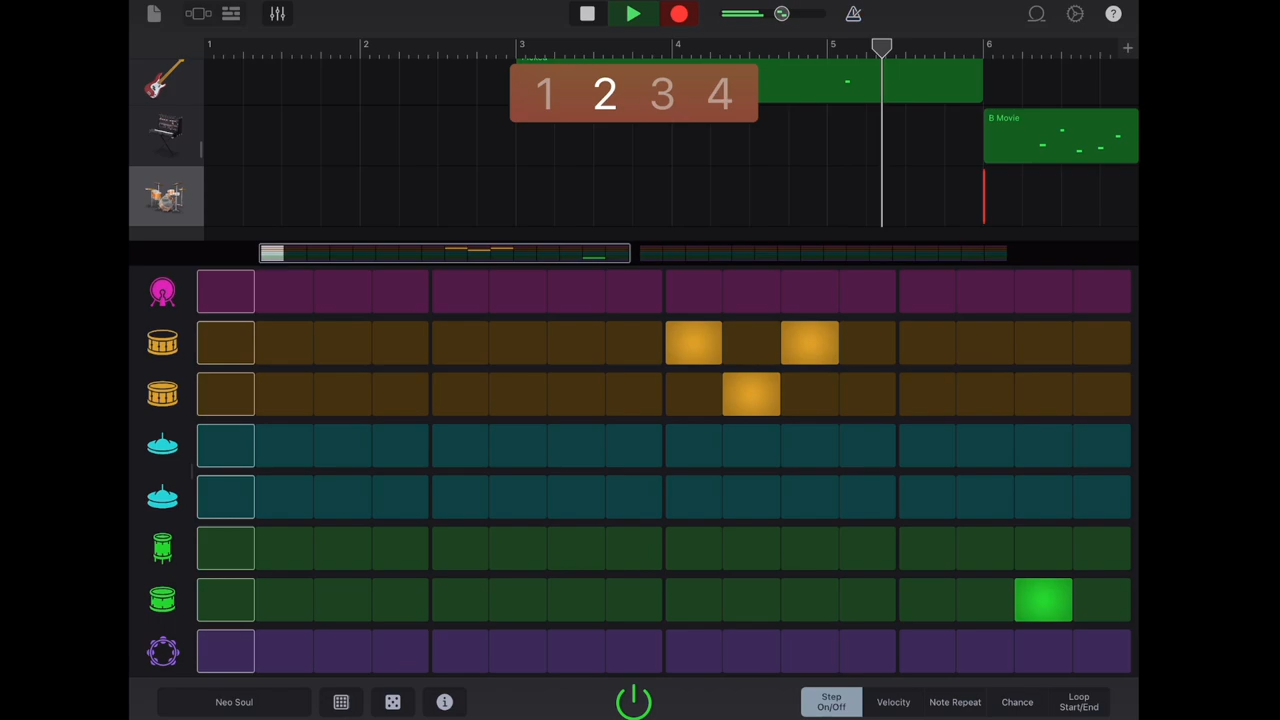 ?
1
2
3
4
5
6
1 2 3 4
B Movie
Neo Soul
i
Step
On/Off
Velocity
Note Repeat
Chance
Loop
Start/End